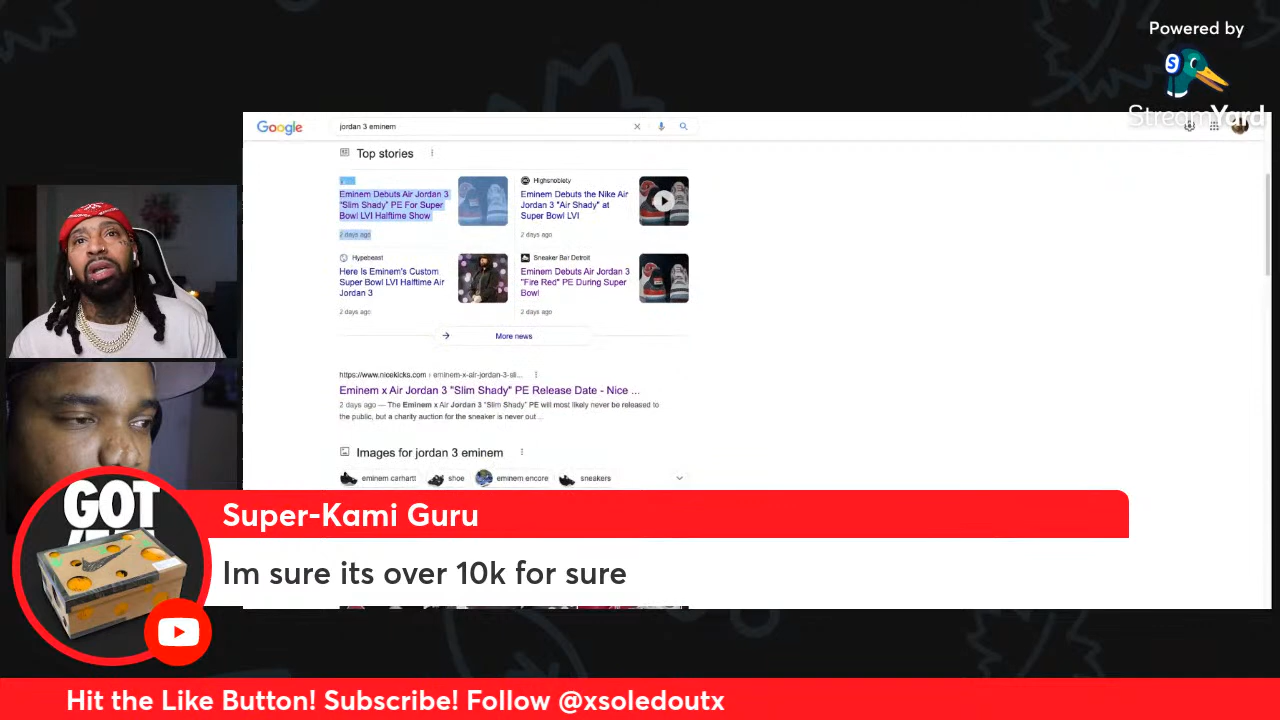 Powered by
StreamYard
Google
jordan 3 eminem
Top stories
Eminem Debuts Air Jordan 3
"Slim Shady" PE For Super
Bowl LVI Halftime Show
2 days ago
Highsnobiety
Eminem Debuts the Nike Air
Jordan 3 "Air Shady" at
Super Bowl LVI
2 days ago
Hypebeast
Here Is Eminem's Custom
Super Bowl LVI Halftime Air
Jordan 3
2 days ago
Sneaker Bar Detroit
Eminem Debuts Air Jordan 3
"Fire Red" PE During Super
Bowl
2 days ago
More news
https://www.nicekicks.com › eminem-x-air-jordan-3-sli...
Eminem x Air Jordan 3 "Slim Shady" PE Release Date - Nice ...
2 days ago — The Eminem x Air Jordan 3 "Slim Shady" PE will most likely never be released to
the public, but a charity auction for the sneaker is never out ...
Images for jordan 3 eminem
eminem carhartt
shoe
eminem encore
sneakers
GOT
Super-Kami Guru
Im sure its over 10k for sure
Hit the Like Button! Subscribe! Follow @xsoledoutx